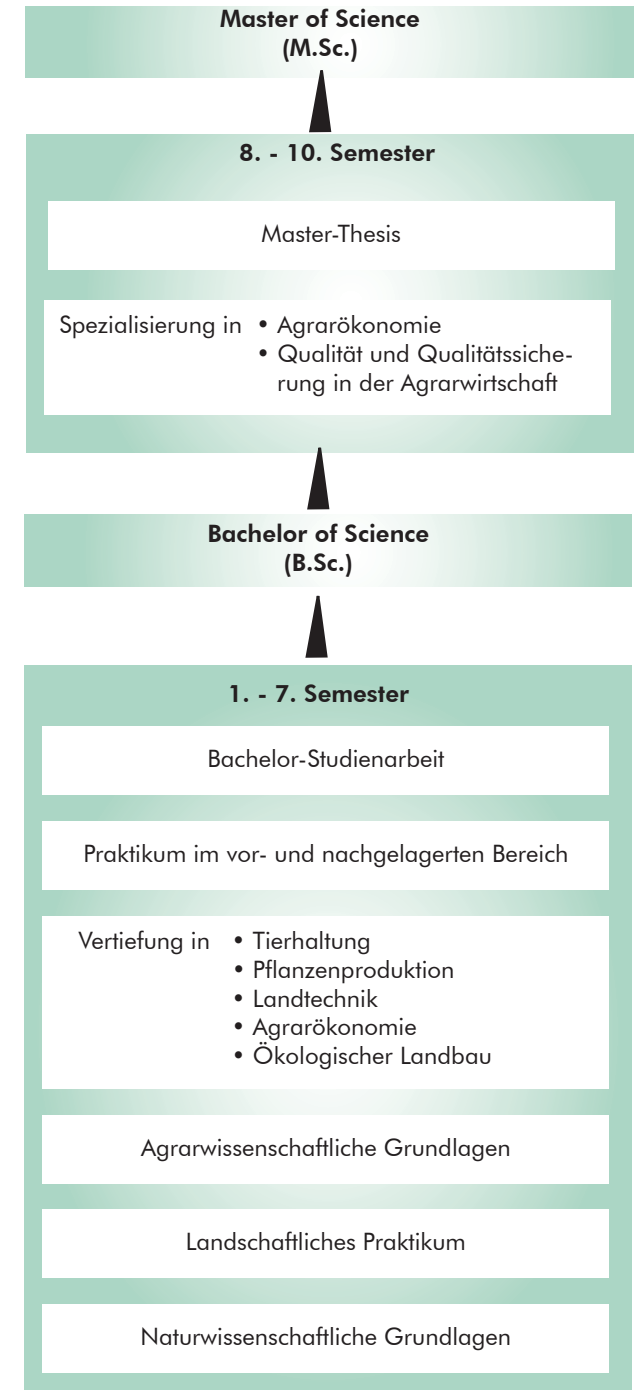 Master of Science
(M.Sc.)
8. - 10. Semester
Master-Thesis
Spezialisierung in • Agrarökonomie
• Qualität und Qualitätssiche-
rung in der Agrarwirtschaft
Bachelor of Science
(B.Sc.)
1. - 7. Semester
Bachelor-Studienarbeit
Praktikum im vor- und nachgelagerten Bereich
Vertiefung in • Tierhaltung
• Pflanzenproduktion
• Landtechnik
• Agrarökonomie
• Ökologischer Landbau
Agrarwissenschaftliche Grundlagen
Landschaftliches Praktikum
Naturwissenschaftliche Grundlagen